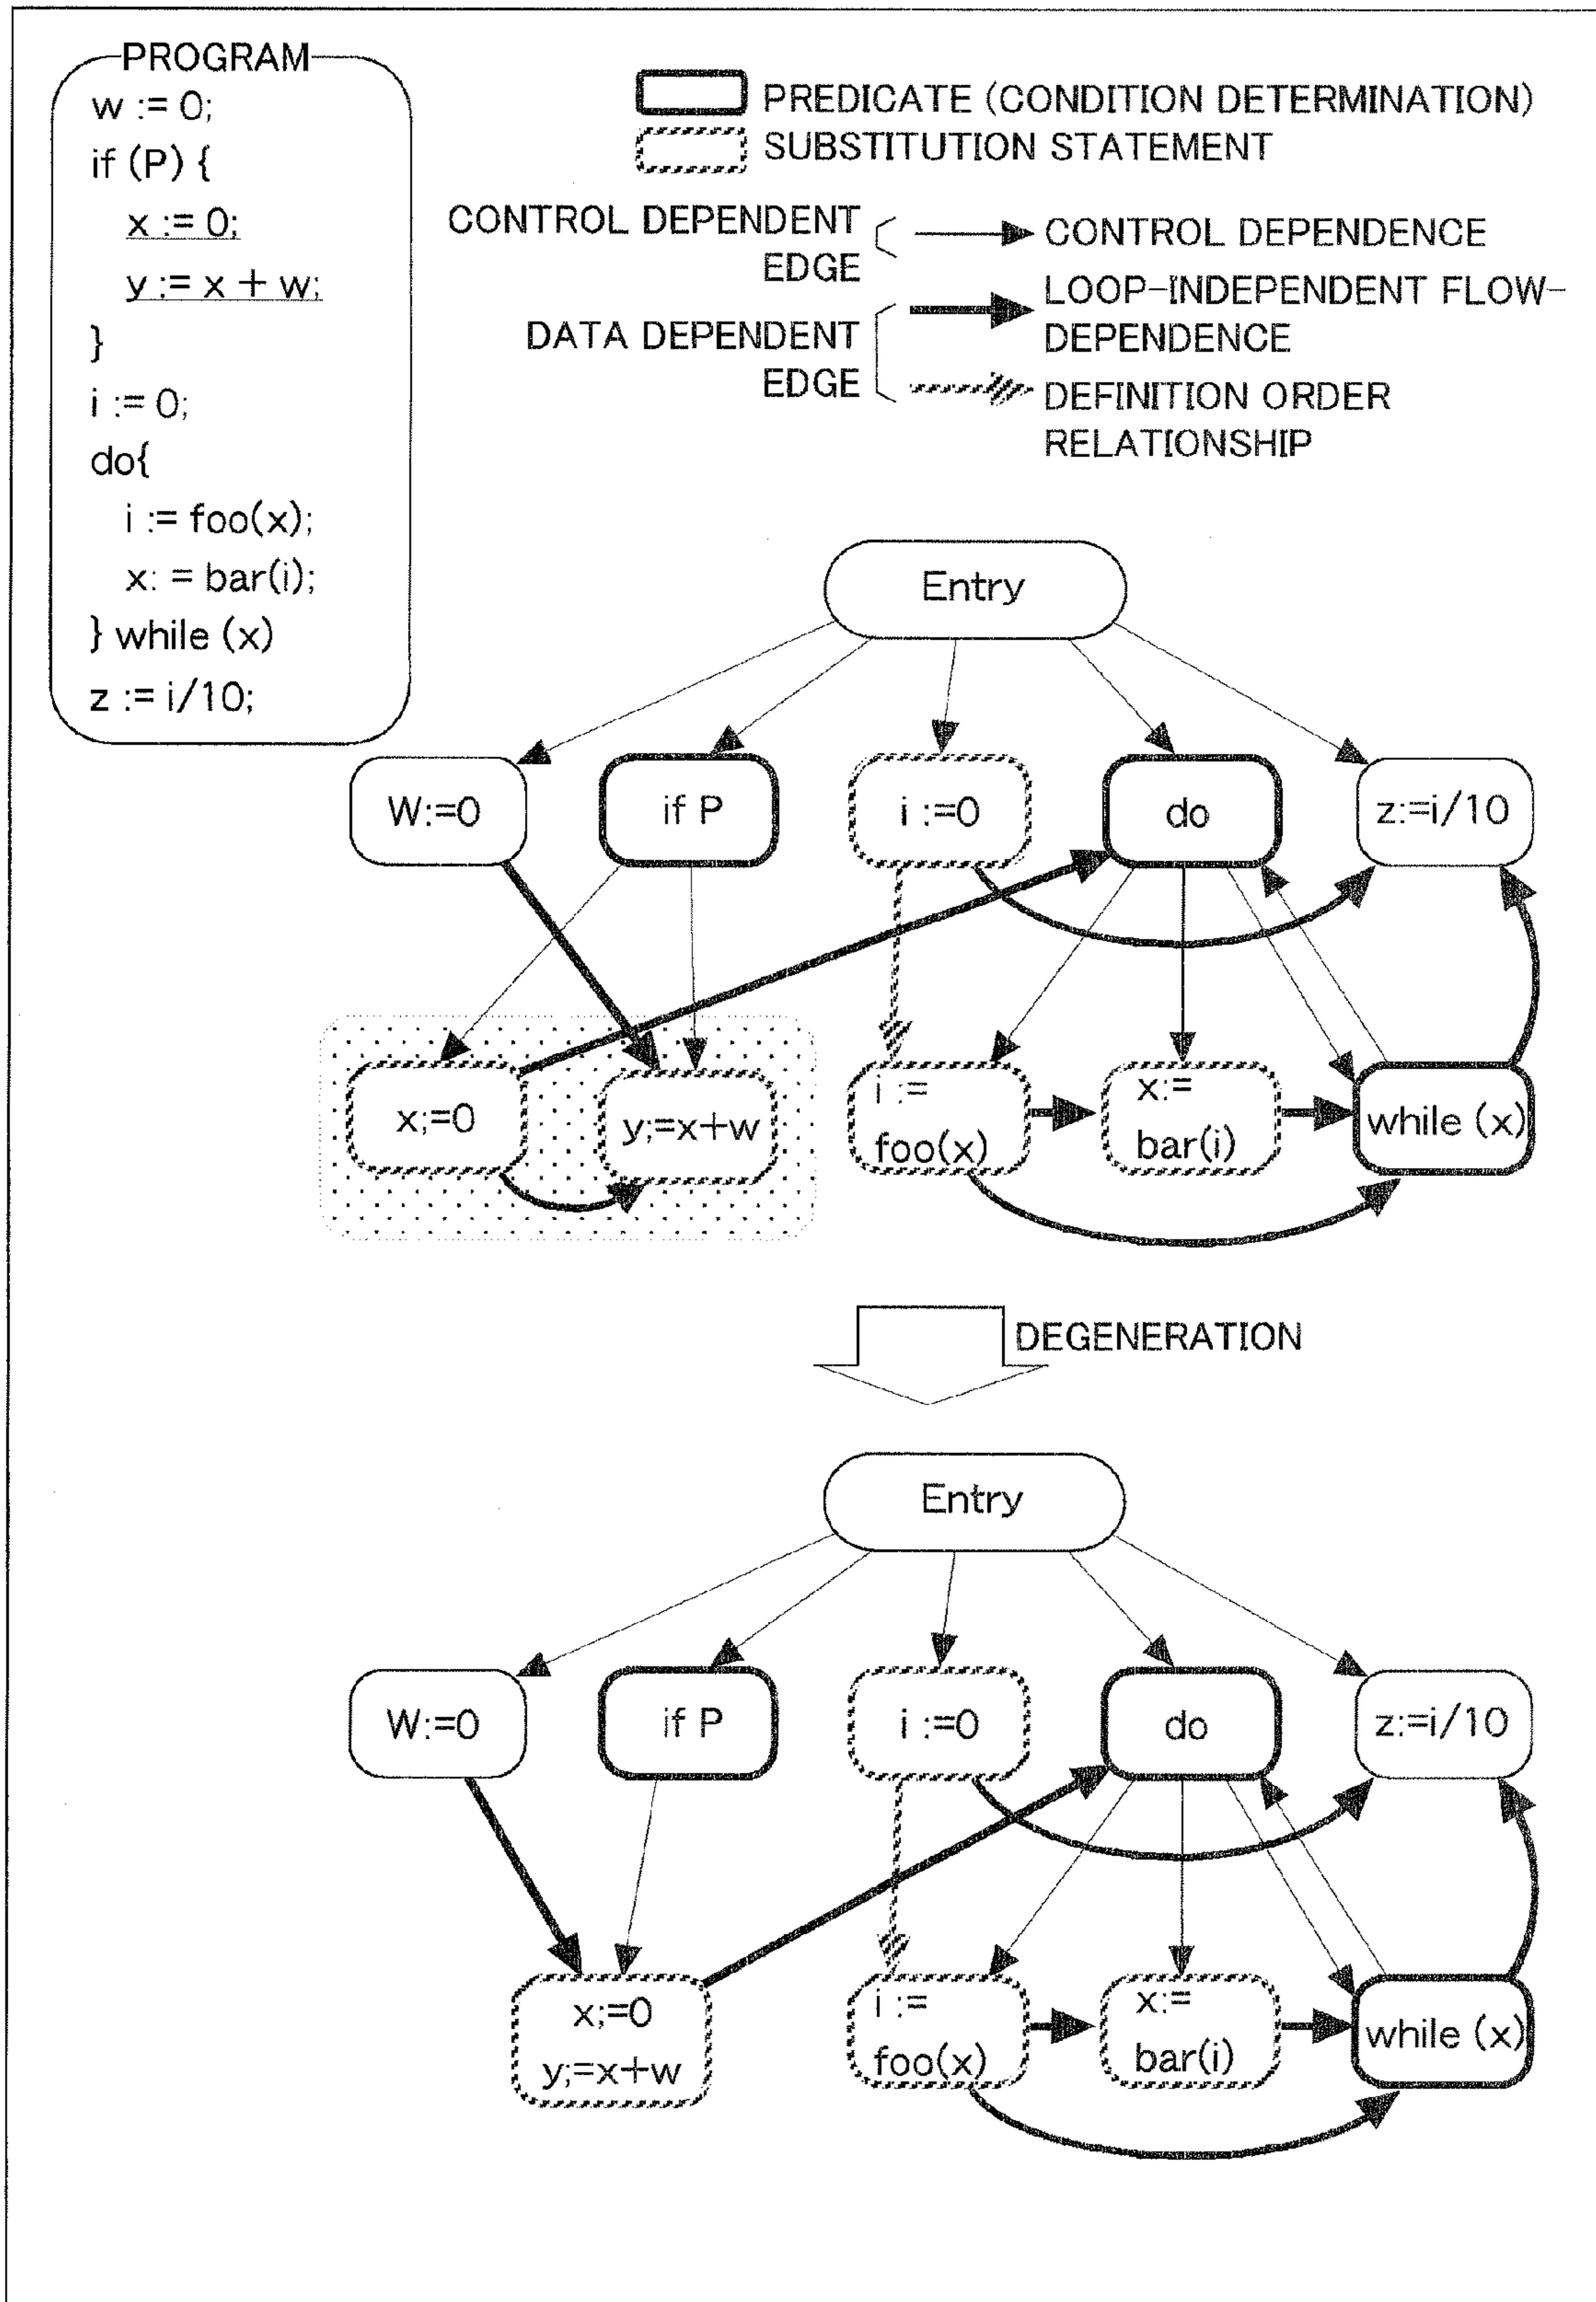 PROGRAM
w := 0;
if (P) {
x := 0;
y := x + w;
}
i := 0;
do{
i := foo(x);
x: = bar(i);
} while (x)
z := i/10;
PREDICATE (CONDITION DETERMINATION)
SUBSTITUTION STATEMENT
CONTROL DEPENDENT
EDGE
CONTROL DEPENDENCE
DATA DEPENDENT
EDGE
LOOP-INDEPENDENT FLOW-
DEPENDENCE
DEFINITION ORDER
RELATIONSHIP
Entry
W:=0
if P
i :=0
do
z:=i/10
x;=0
y;=x+w
i :=
foo(x)
x:=
bar(i)
while (x)
DEGENERATION
Entry
W:=0
if P
i :=0
do
z:=i/10
x;=0
y;=x+w
i :=
foo(x)
x:=
bar(i)
while (x)